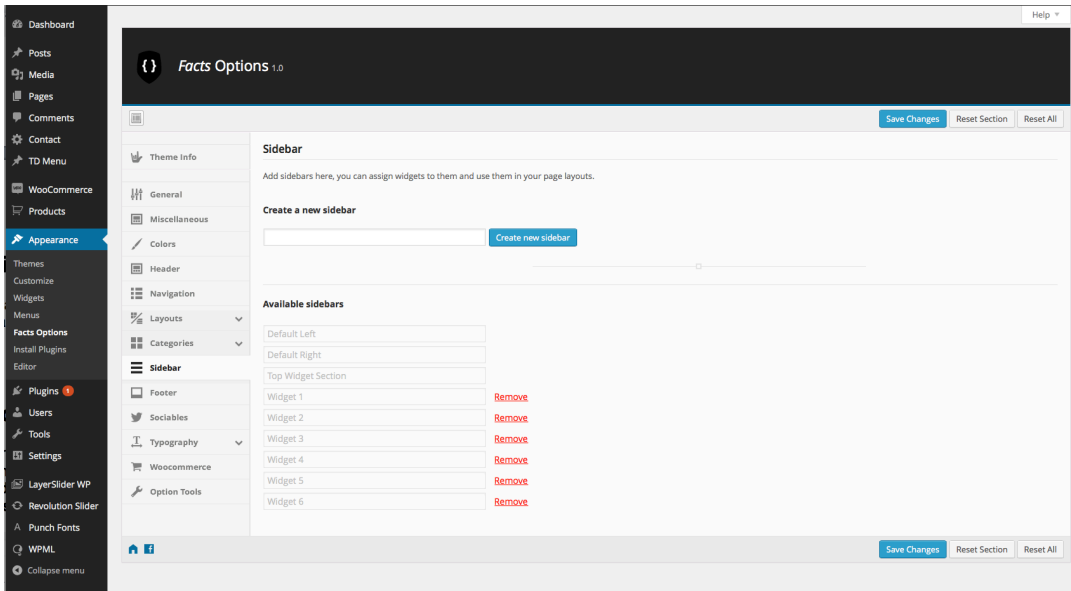 Help
Dashboard
Posts
Media
Pages
Comments
Contact
TD Menu
WooCommerce
Products
Appearance
Themes
Customize
Widgets
Menus
Facts Options
Install Plugins
Editor
Plugins 1
Users
Tools
Settings
LayerSlider WP
Revolution Slider
Punch Fonts
WPML
Collapse menu
{ } Facts Options 1.0
Save Changes Reset Section Reset All
Theme Info
General
Miscellaneous
Colors
Header
Navigation
Layouts
Categories
Sidebar
Footer
Sociables
Typography
Woocommerce
Option Tools
Sidebar
Add sidebars here, you can assign widgets to them and use them in your page layouts.
Create a new sidebar
Create new sidebar
Available sidebars
Default Left
Default Right
Top Widget Section
Widget 1 Remove
Widget 2 Remove
Widget 3 Remove
Widget 4 Remove
Widget 5 Remove
Widget 6 Remove
Save Changes Reset Section Reset All